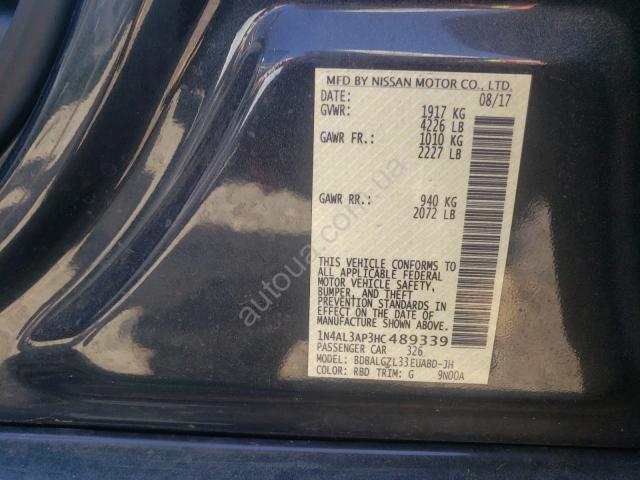 MFD BY NISSAN MOTOR CO., LTD.
DATE: 08/17
GVWR: 1917 KG
4226 LB
GAWR FR.: 1010 KG
2227 LB
GAWR RR.: 940 KG
2072 LB
THIS VEHICLE CONFORMS TO
ALL APPLICABLE FEDERAL
MOTOR VEHICLE SAFETY,
BUMPER, AND THEFT
PREVENTION STANDARDS IN
EFFECT ON THE DATE OF
MANUFACTURE SHOWN ABOVE.
1N4AL3AP3HC489339
PASSENGER CAR 326
MODEL: BDBALGZL33EUABD-JH
COLOR: RBD TRIM: G 9N00A
autoua.com.ua